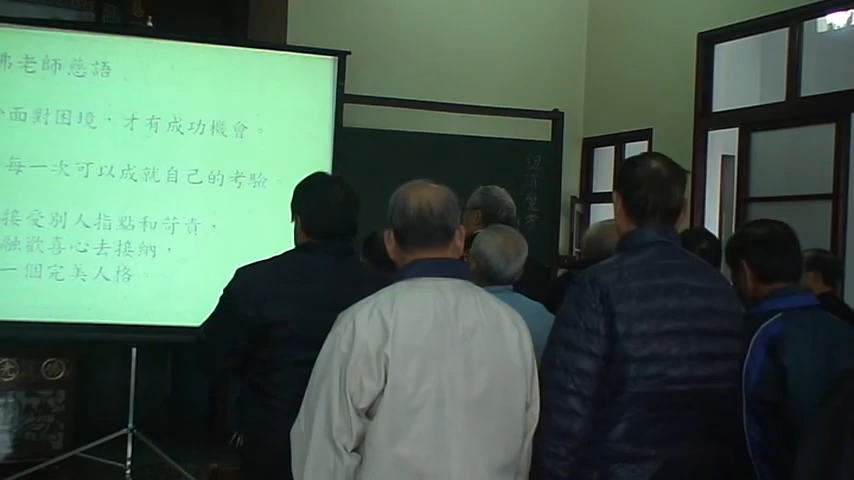 佛老師慈語
面對困境，才有成功機會。
每一次可以成就自己的考驗。
接受別人指點和苛責，
融歡喜心去接納，
一個完美人格